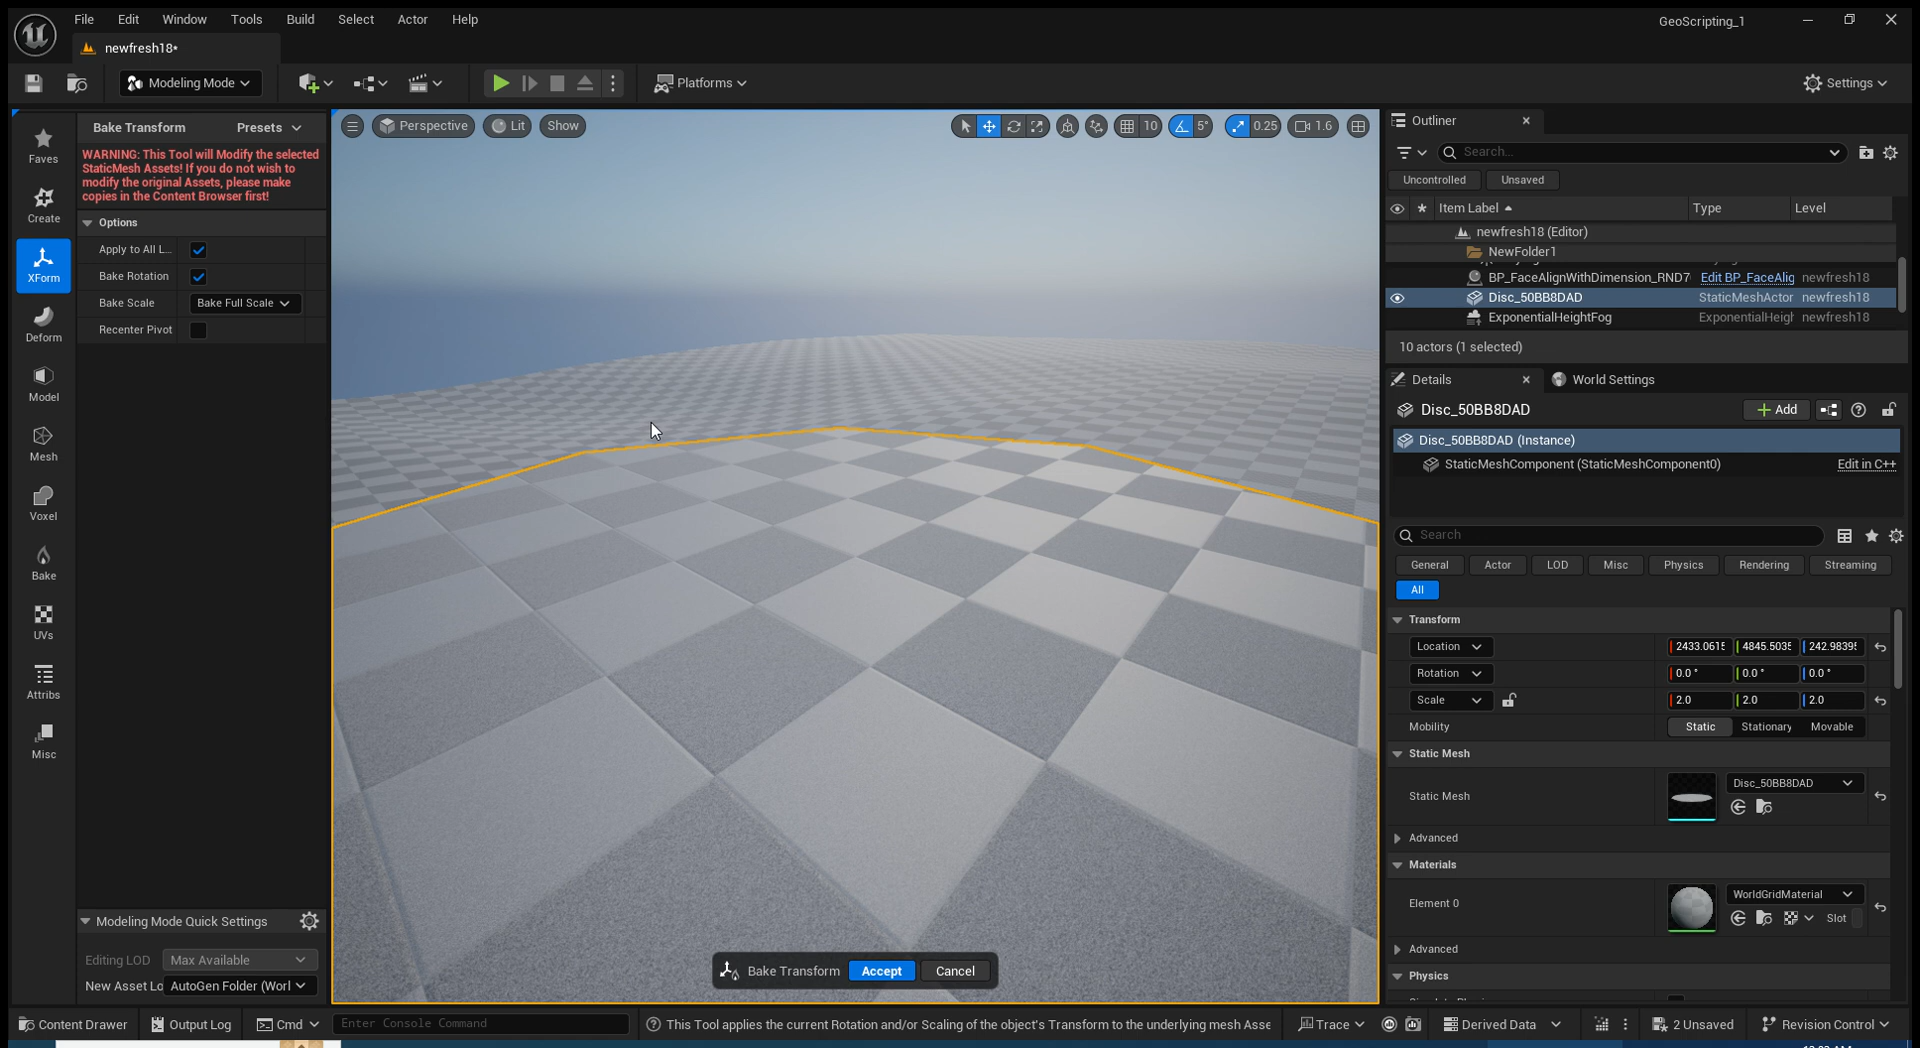 File Edit Window Tools Build Select Actor Help
GeoScripting_1
newfresh18*
Modeling Mode
Platforms
Settings
Bake Transform Presets
WARNING: This Tool will Modify the selected
StaticMesh Assets! If you do not wish to
modify the original Assets, please make
copies in the Content Browser first!
Options
Apply to All L...
Bake Rotation
Bake Scale Bake Full Scale
Recenter Pivot
Faves
Create
XForm
Deform
Model
Mesh
Voxel
Bake
UVs
Attribs
Misc
Modeling Mode Quick Settings
Editing LOD Max Available
New Asset Lo AutoGen Folder (Worl
Perspective Lit Show
10 5° 0.25 1.6
Bake Transform Accept Cancel
Outliner
Search...
Uncontrolled Unsaved
Item Label Type Level
newfresh18 (Editor)
NewFolder1
BP_FaceAlignWithDimension_RND7 Edit BP_FaceAlig newfresh18
Disc_50BB8DAD StaticMeshActor newfresh18
ExponentialHeightFog ExponentialHeigh newfresh18
10 actors (1 selected)
Details World Settings
Disc_50BB8DAD Add
Disc_50BB8DAD (Instance)
StaticMeshComponent (StaticMeshComponent0) Edit in C++
Search
General Actor LOD Misc Physics Rendering Streaming
All
Transform
Location 2433.0615 4845.5035 242.98395
Rotation 0.0 ° 0.0 ° 0.0 °
Scale 2.0 2.0 2.0
Mobility Static Stationary Movable
Static Mesh
Static Mesh Disc_50BB8DAD
Advanced
Materials
Element 0 WorldGridMaterial
Slot
Advanced
Physics
Content Drawer Output Log Cmd Enter Console Command This Tool applies the current Rotation and/or Scaling of the object's Transform to the underlying mesh Asse Trace Derived Data 2 Unsaved Revision Control